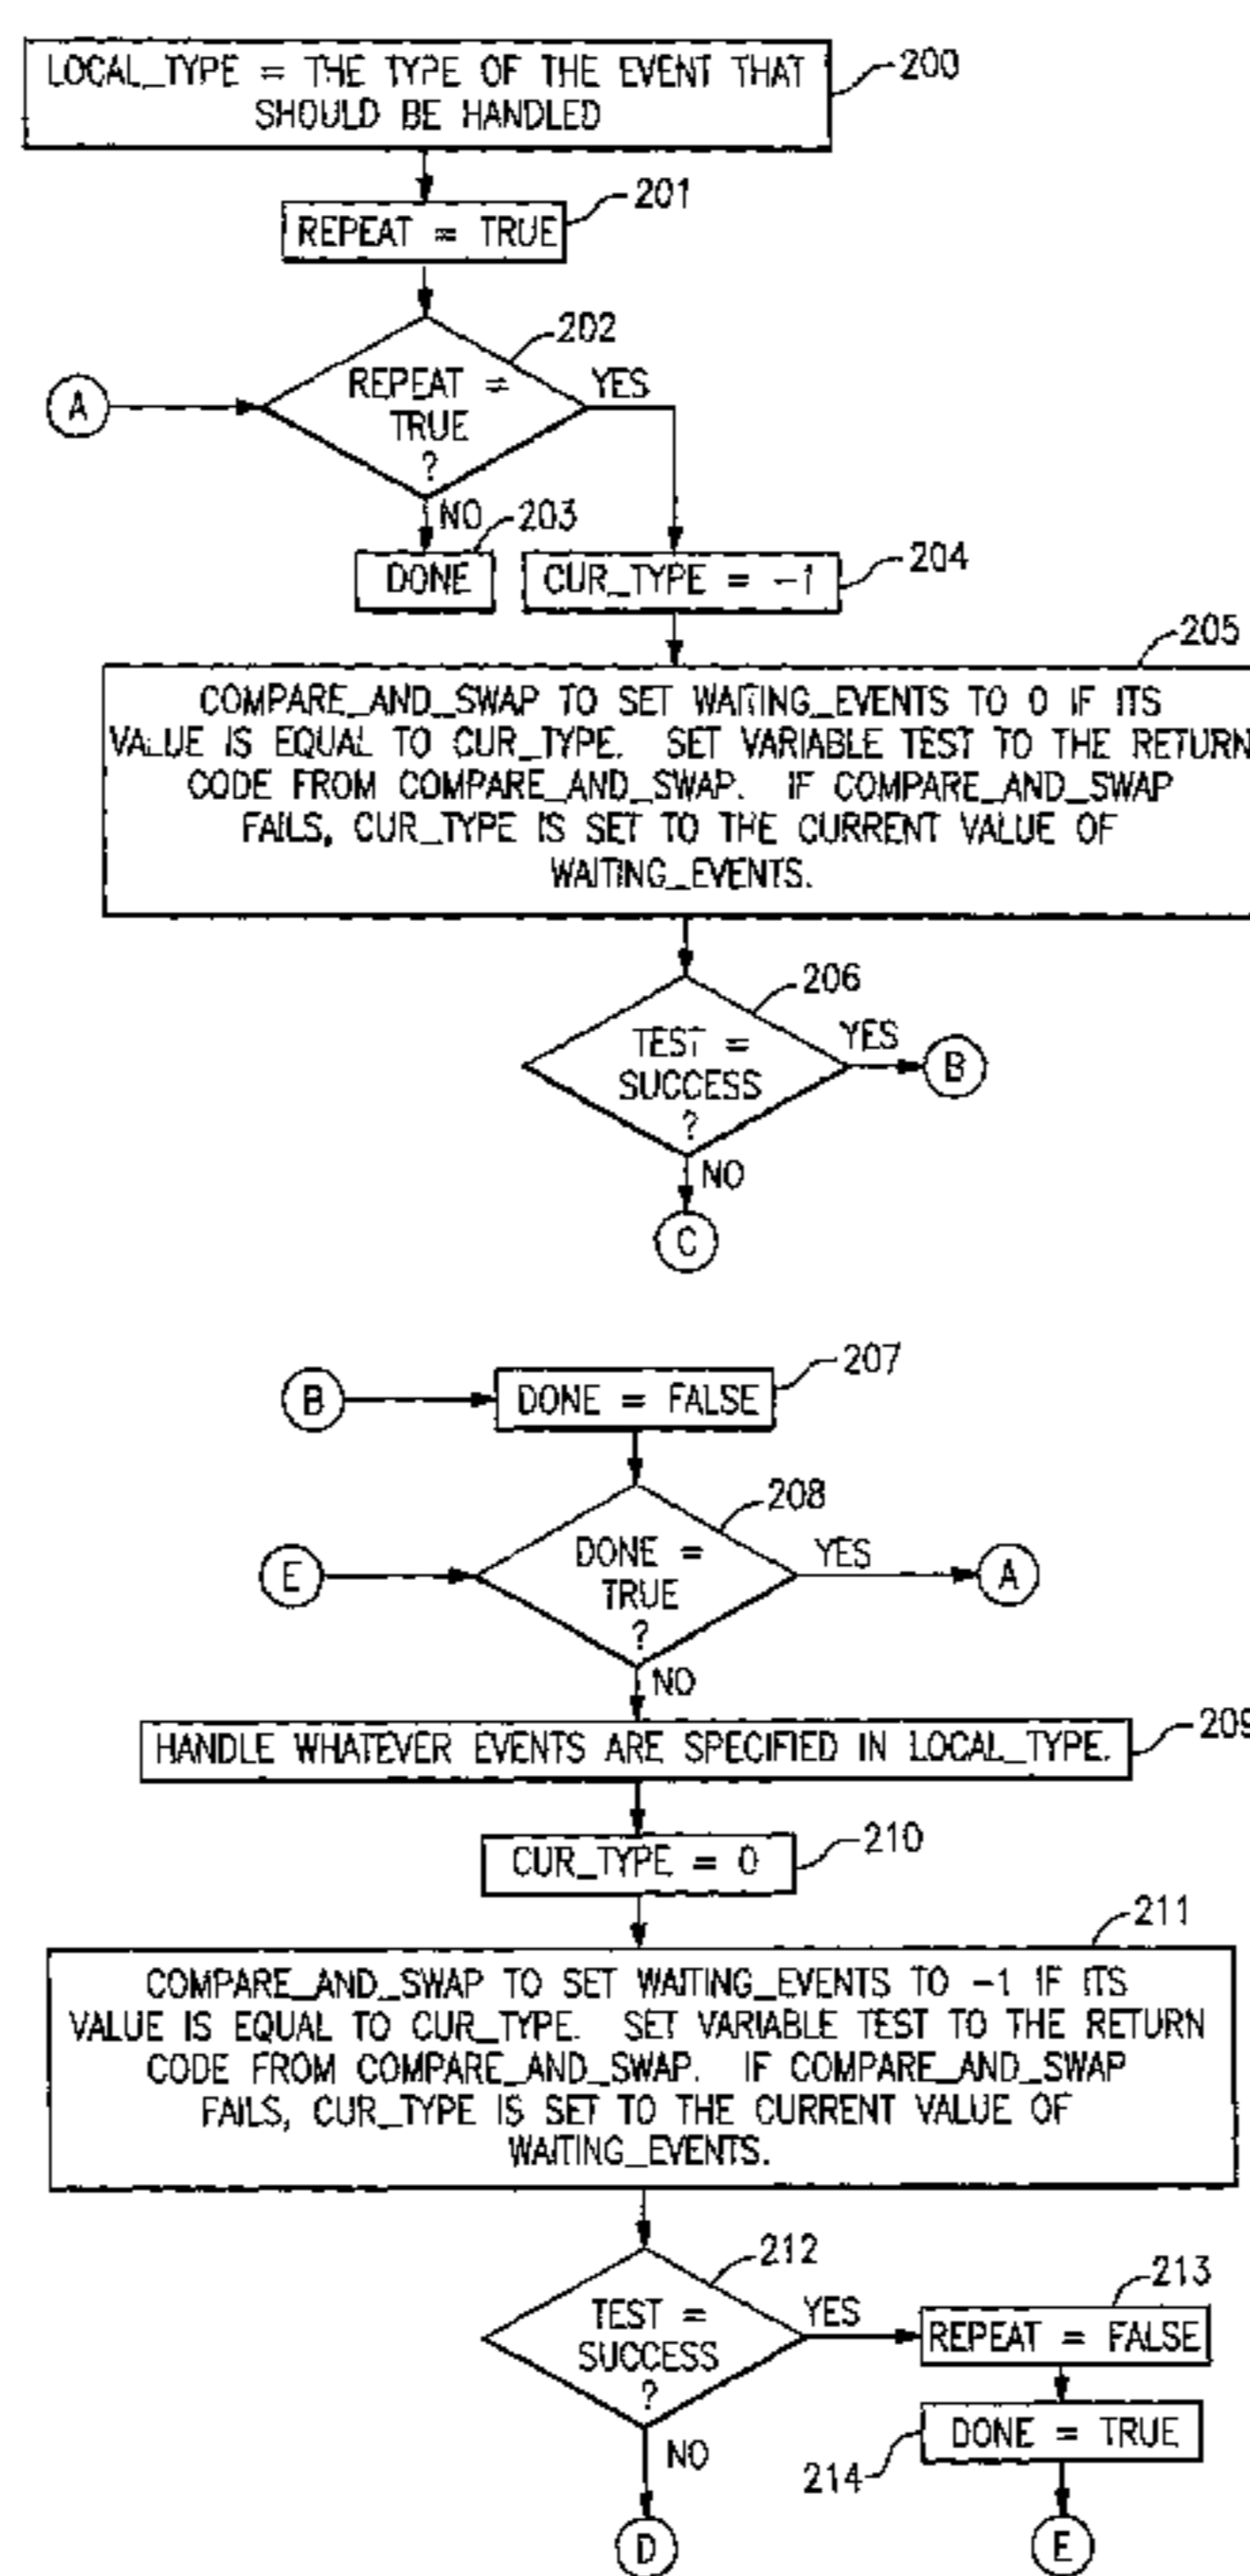 LOCAL_TYPE = THE TYPE OF THE EVENT THAT
SHOULD BE HANDLED
200
201
REPEAT = TRUE
202
REPEAT =
TRUE
?
YES
A
NO
203
DONE
CUR_TYPE = -1
204
205
COMPARE_AND_SWAP TO SET WAITING_EVENTS TO 0 IF ITS
VALUE IS EQUAL TO CUR_TYPE. SET VARIABLE TEST TO THE RETURN
CODE FROM COMPARE_AND_SWAP. IF COMPARE_AND_SWAP
FAILS, CUR_TYPE IS SET TO THE CURRENT VALUE OF
WAITING_EVENTS.
206
TEST =
SUCCESS
?
YES
B
NO
C
B
DONE = FALSE
207
208
E
DONE =
TRUE
?
YES
A
NO
HANDLE WHATEVER EVENTS ARE SPECIFIED IN LOCAL_TYPE.
209
CUR_TYPE = 0
210
211
COMPARE_AND_SWAP TO SET WAITING_EVENTS TO -1 IF ITS
VALUE IS EQUAL TO CUR_TYPE. SET VARIABLE TEST TO THE RETURN
CODE FROM COMPARE_AND_SWAP. IF COMPARE_AND_SWAP
FAILS, CUR_TYPE IS SET TO THE CURRENT VALUE OF
WAITING_EVENTS.
212
TEST =
SUCCESS
?
YES
213
REPEAT = FALSE
DONE = TRUE
214
NO
D
E